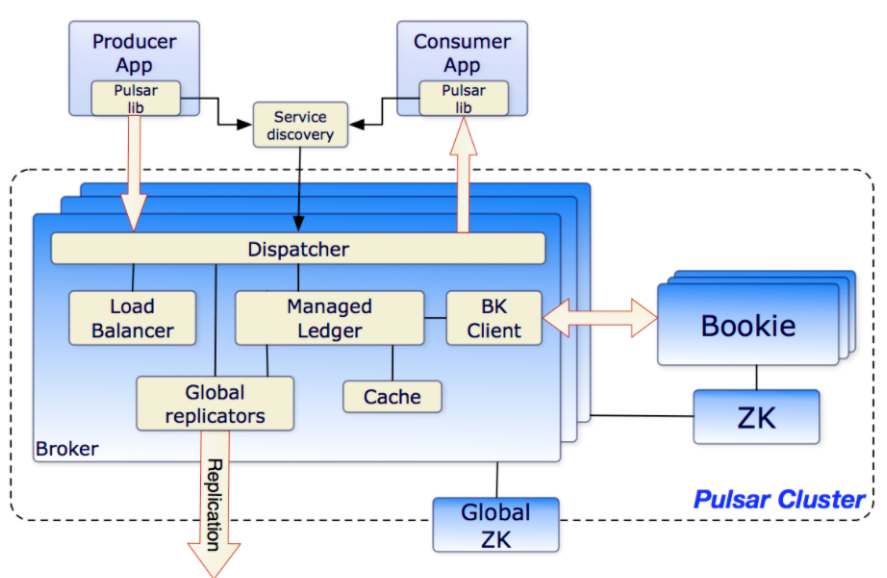 Producer
App
Pulsar
lib
Consumer
App
Pulsar
lib
Service
discovery
Dispatcher
Load
Balancer
Managed
Ledger
BK
Client
Bookie
Global
replicators
Cache
ZK
Broker
Replication
Pulsar Cluster
Global
ZK